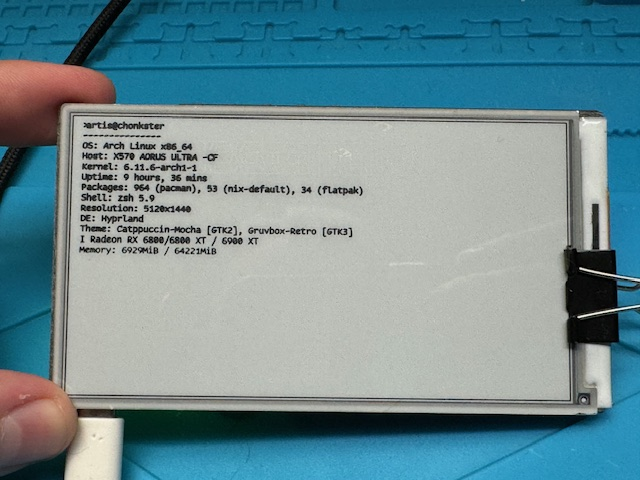 >artis@chonkster
-----------------
OS: Arch Linux x86_64
Host: X570 AORUS ULTRA -CF
Kernel: 6.11.6-arch1-1
Uptime: 9 hours, 36 mins
Packages: 964 (pacman), 53 (nix-default), 34 (flatpak)
Shell: zsh 5.9
Resolution: 5120x1440
DE: Hyprland
Theme: Catppuccin-Mocha [GTK2], Gruvbox-Retro [GTK3]
I Radeon RX 6800/6800 XT / 6900 XT
Memory: 6929MiB / 64221MiB